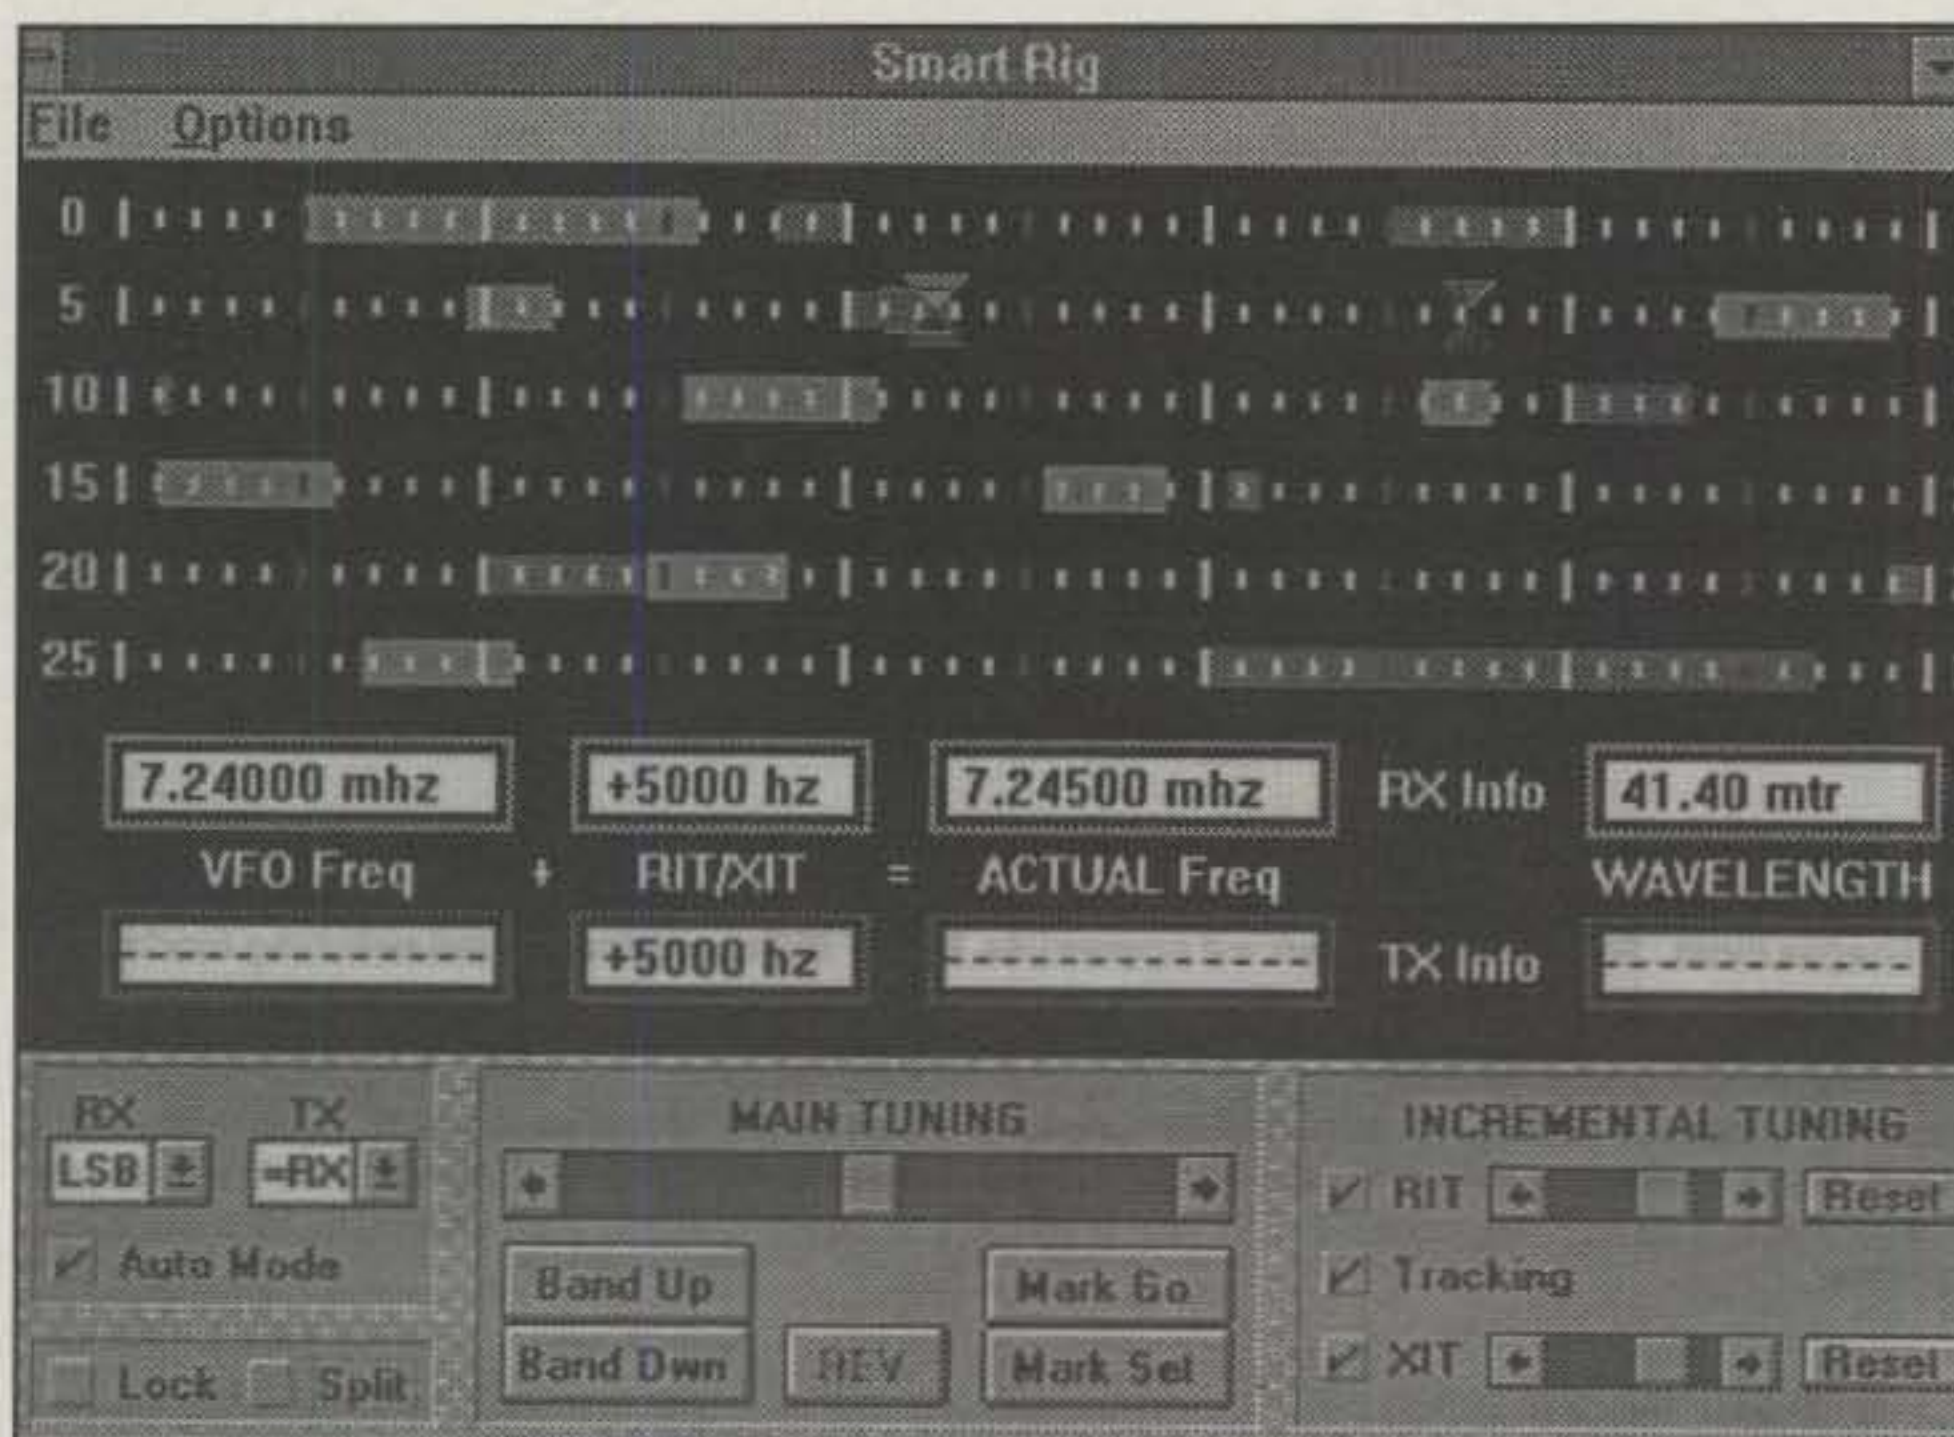 Smart Rig
File Options
0
5
10
15
20
25
7.24000 mhz +5000 hz 7.24500 mhz RX Info 41.40 mtr
VFO Freq + RIT/XIT = ACTUAL Freq WAVELENGTH
------------- +5000 hz ------------- TX Info -----------
RX TX MAIN TUNING INCREMENTAL TUNING
LSB =RX RIT Reset
Auto Mode Band Up Mark Go Tracking
Lock Split Band Dwn REV Mark Set XIT Reset